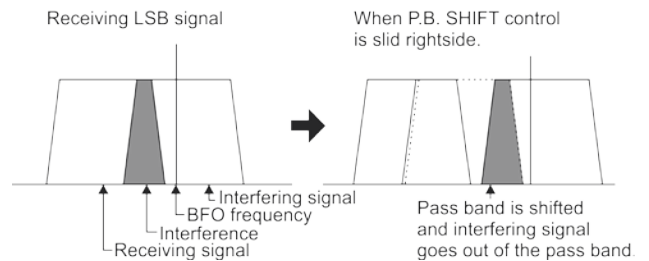 Receiving LSB signal
When P.B. SHIFT control
is slid rightside.
Interfering signal
BFO frequency
Interference
Receiving signal
Pass band is shifted
and interfering signal
goes out of the pass band.